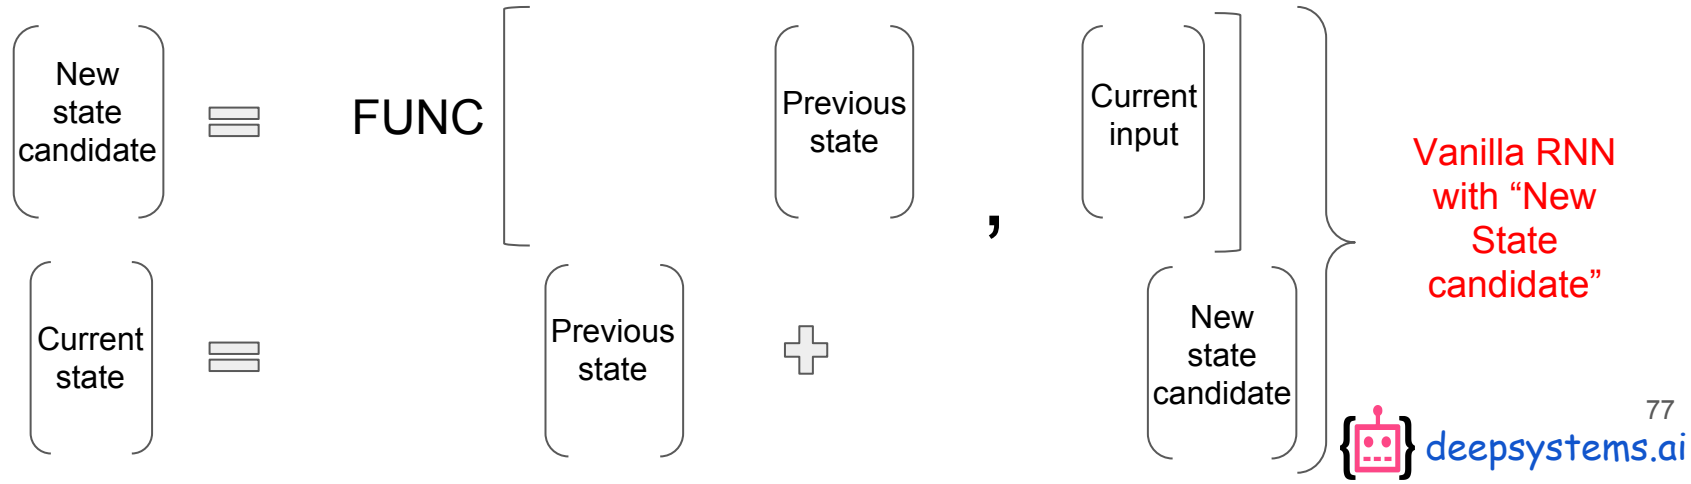 New
state
candidate
=
FUNC
Previous
state
,
Current
input
Current
state
=
Previous
state
+
New
state
candidate
Vanilla RNN
with “New
State
candidate”
77
deepsystems.ai